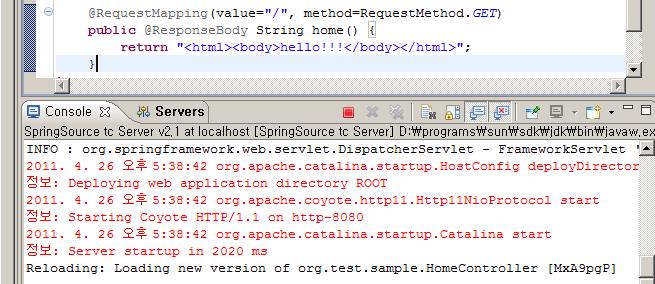 @RequestMapping(value="/", method=RequestMethod.GET)
public @ResponseBody String home() {
return "<html><body>hello!!!</body></html>";
}
Console Servers
SpringSource tc Server v2,1 at localhost [SpringSource tc Server] D:₩programs₩sun₩sdk₩jdk₩bin₩javaw,ex
INFO : org.springframework.web.servlet.DispatcherServlet - FrameworkServlet '
2011. 4. 26 오후 5:38:42 org.apache.catalina.startup.HostConfig deployDirector
정보: Deploying web application directory ROOT
2011. 4. 26 오후 5:38:42 org.apache.coyote.http11.Http11NioProtocol start
정보: Starting Coyote HTTP/1.1 on http-8080
2011. 4. 26 오후 5:38:42 org.apache.catalina.startup.Catalina start
정보: Server startup in 2020 ms
Reloading: Loading new version of org.test.sample.HomeController [MxA9pgP]